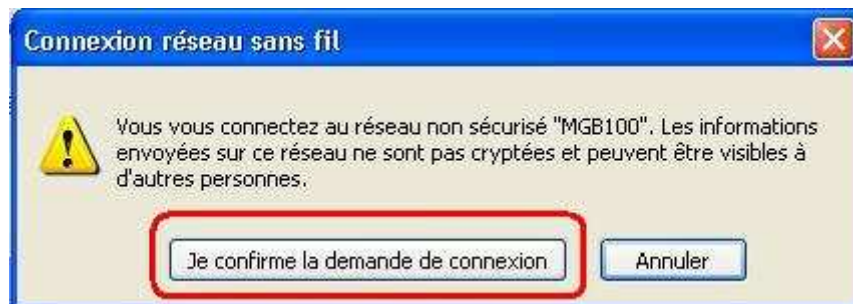 Connexion réseau sans fil
Vous vous connectez au réseau non sécurisé "MGB100". Les informations
envoyées sur ce réseau ne sont pas cryptées et peuvent être visibles à
d'autres personnes.
Je confirme la demande de connexion
Annuler